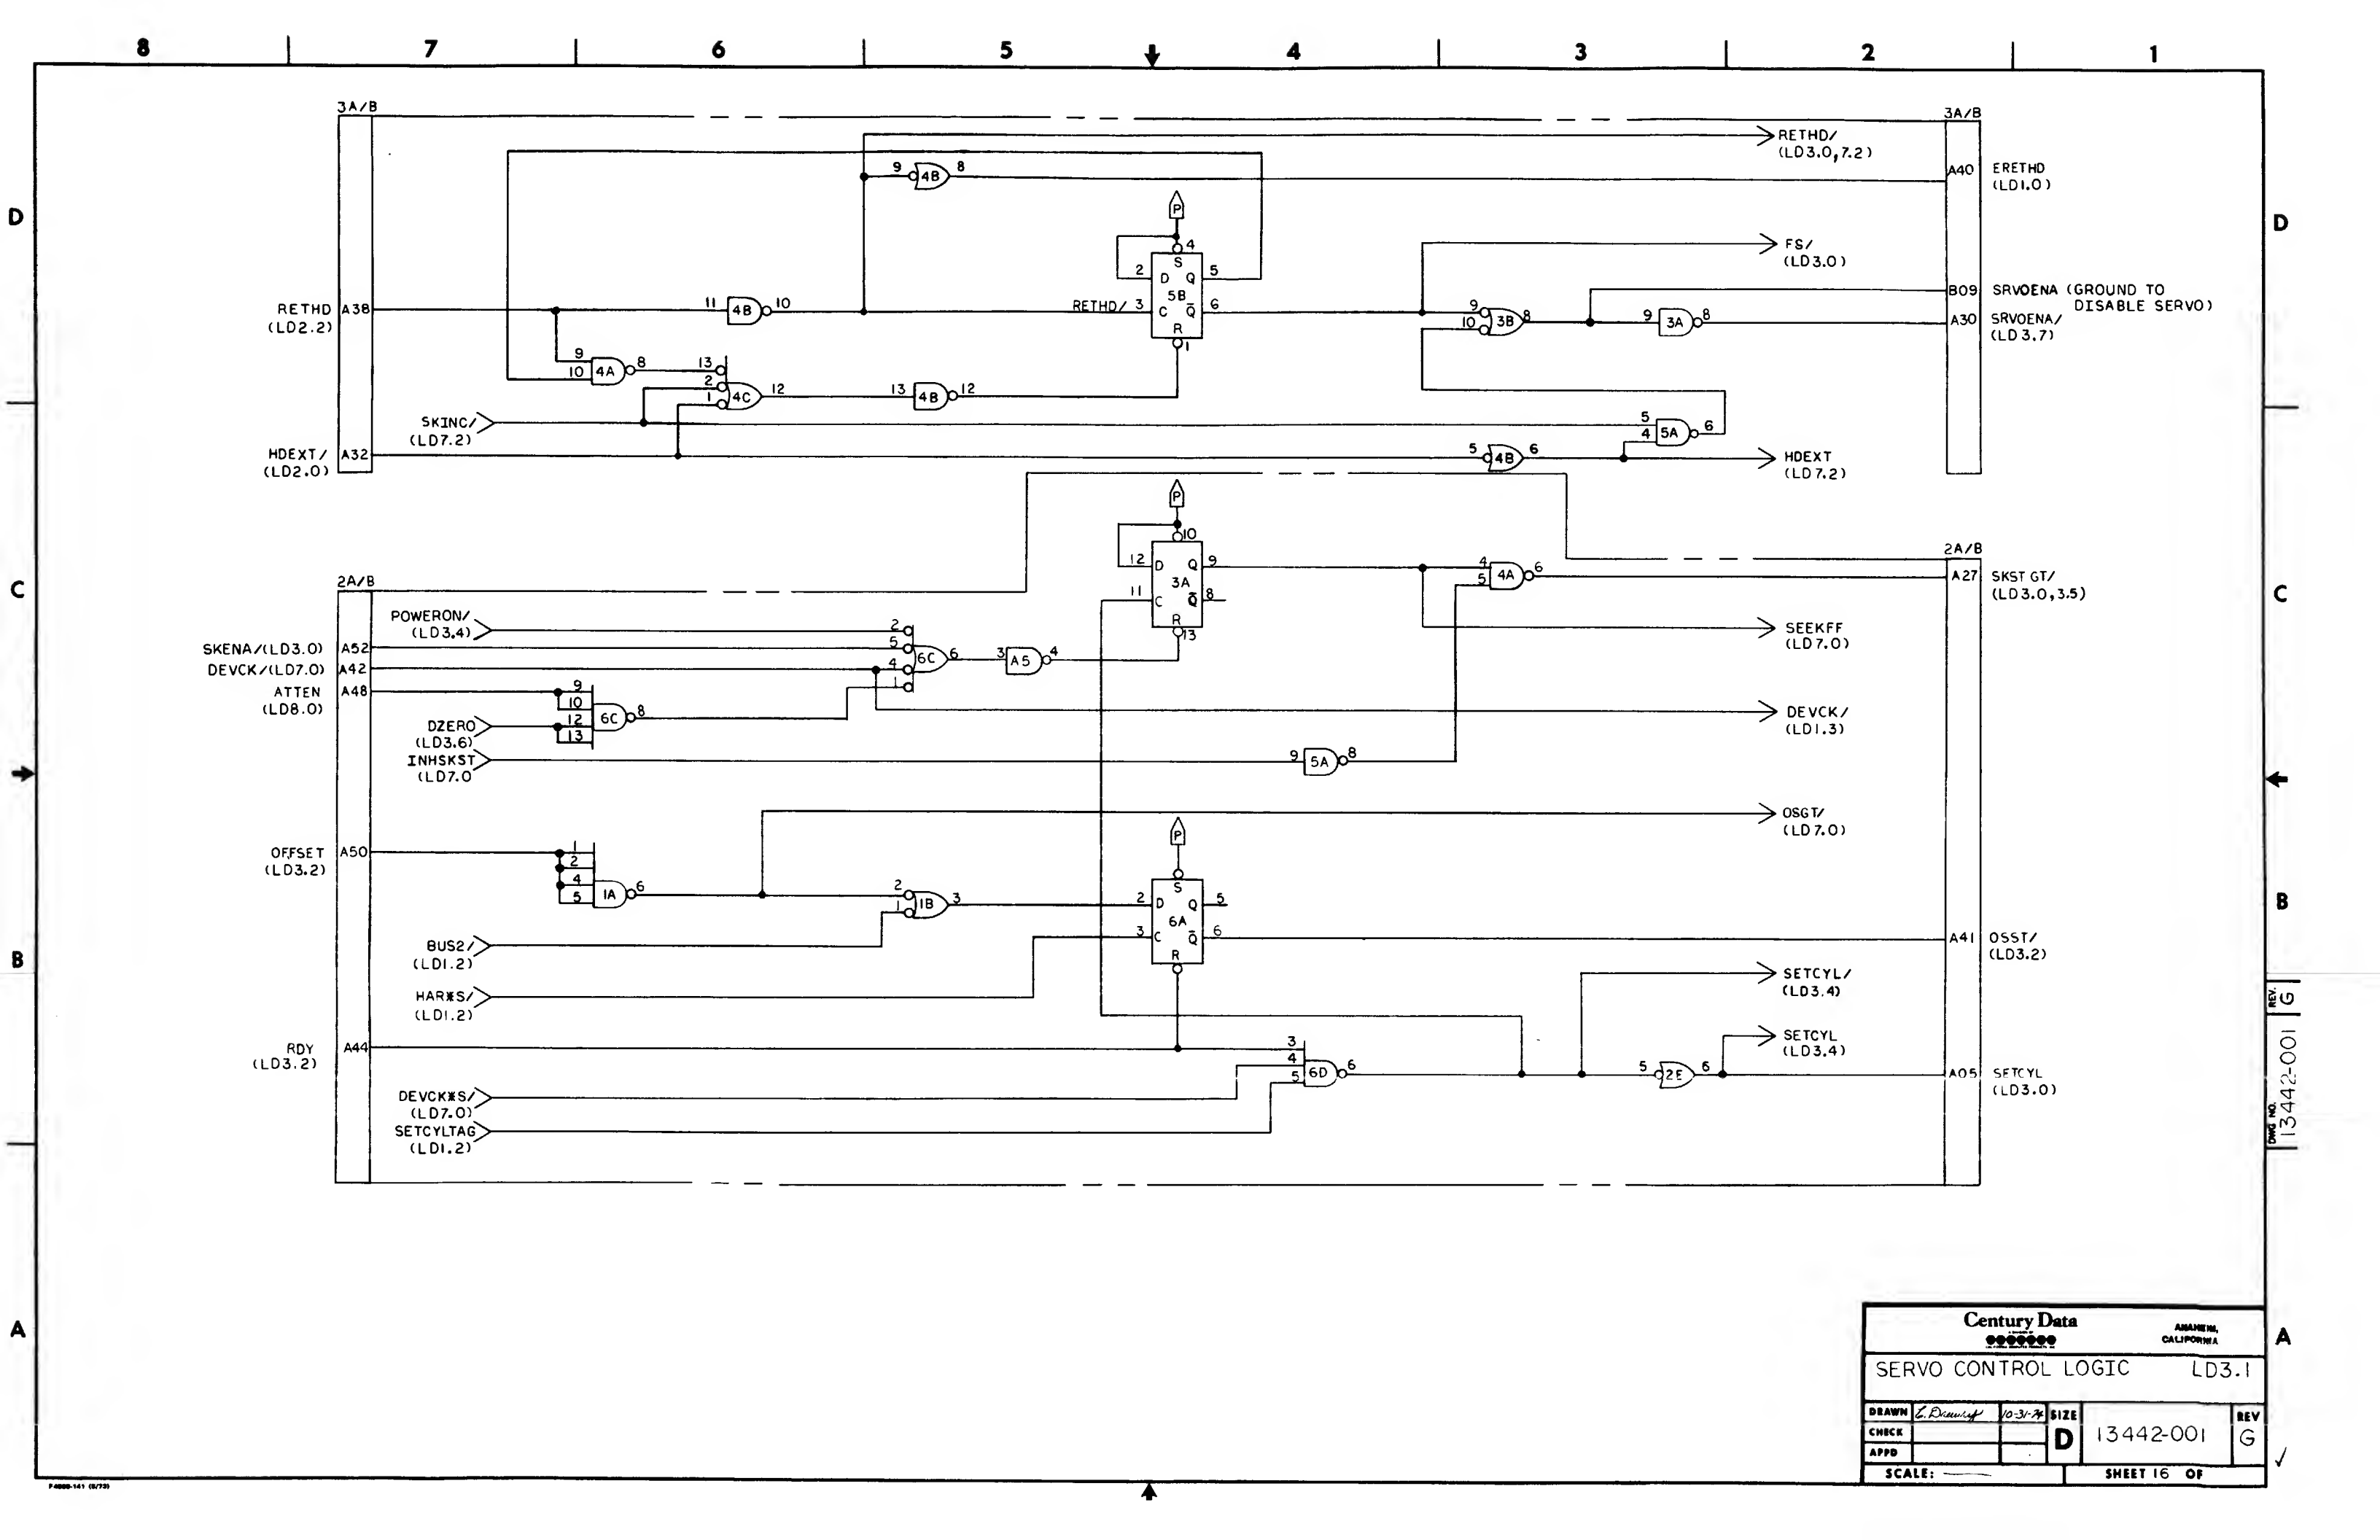 8 7 6 5 4 3 2 1
D
C
B
A
D
C
B
A
3A/B
3A/B
RETHD/
(LD3.0,7.2)
9 4B 8
A40 ERETHD
(LD1.0)
P
4
S
2 D Q 5
5B
RETHD/ 3 C Q̄ 6
R
1
FS/
(LD3.0)
RETHD A38
(LD2.2)
11 4B 10
9
10 4A 8
13
2
1 4C 12
13 4B 12
9
10 3B 8
9 3A 8
B09 SRVOENA (GROUND TO
DISABLE SERVO)
A30 SRVOENA/
(LD3.7)
SKINC/
(LD7.2)
5
4 5A 6
HDEXT/ A32
(LD2.0)
5 4B 6
HDEXT
(LD7.2)
P
10
12 D Q 9
3A
11 C Q̄ 8
R
13
2A/B
2A/B
4
5 4A 6
A27 SKSTGT/
(LD3.0,3.5)
POWERON/
(LD3.4)
SKENA/(LD3.0) A52
DEVCK/(LD7.0) A42
ATTEN A48
(LD8.0)
2
5
4
1 6C 6
3 A5 4
SEEKFF
(LD7.0)
9
10
12
13 6C 8
DZERO
(LD3.6)
DEVCK/
(LD1.3)
INHSKST
(LD7.0
9 5A 8
OSGT/
(LD7.0)
OFFSET A50
(LD3.2)
1
2
4
5 1A 6
2
1 1B 3
P
S
2 D Q 5
6A
3 C Q̄ 6
R
BUS2/
(LD1.2)
A41 OSST/
(LD3.2)
HAR*S/
(LD1.2)
SETCYL/
(LD3.4)
SETCYL
(LD3.4)
RDY A44
(LD3.2)
3
4
5 6D 6
5 2E 6
A05 SETCYL
(LD3.0)
DEVCK*S/
(LD7.0)
SETCYLTAG
(LD1.2)
REV. G
DWG NO. 13442-001
Century Data
ANAHEIM,
CALIFORNIA
SERVO CONTROL LOGIC LD3.1
DRAWN 10-31-74 SIZE D 13442-001 REV G
CHECK
APPD
SCALE: SHEET 16 OF